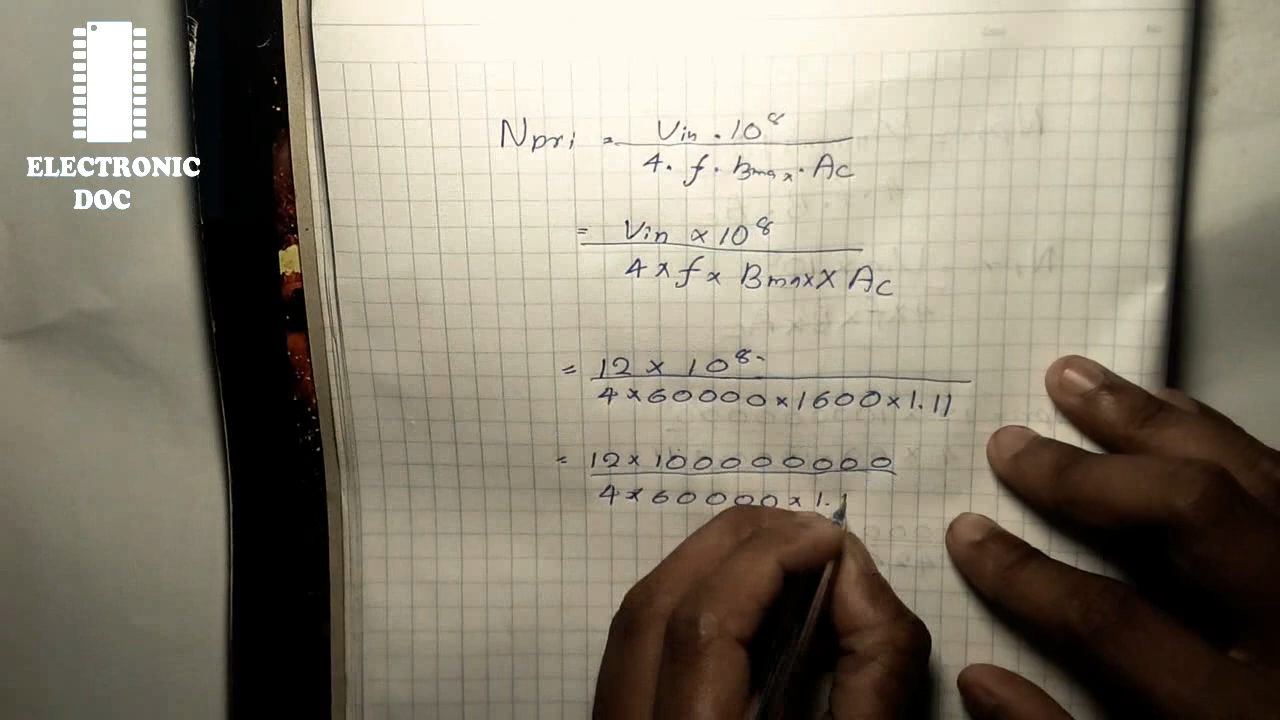 ELECTRONIC
DOC
Npri = Vin . 10⁸
4 . f . Bmax . Ac
= Vin × 10⁸
4 × f × Bmax × Ac
= 12 × 10⁸
4 × 60000 × 1600 × 1.11
= 12 × 100000000
4 × 60000 × 1.1